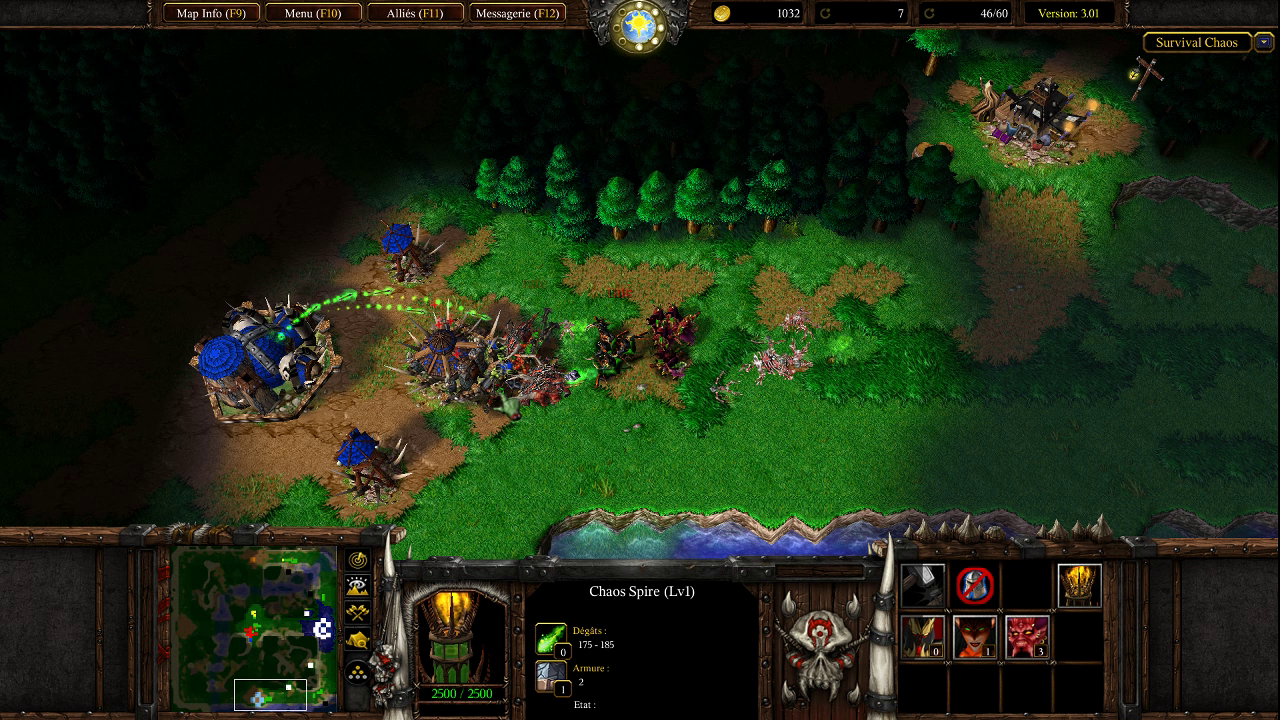 Map Info (F9)
Menu (F10)
Alliés (F11)
Messagerie (F12)
1032
7
46/60
Version: 3.01
Survival Chaos
Chaos Spire (Lv1)
Dégâts :
175 - 185
0
Armure :
2
1
Etat :
2500 / 2500
0
1
3